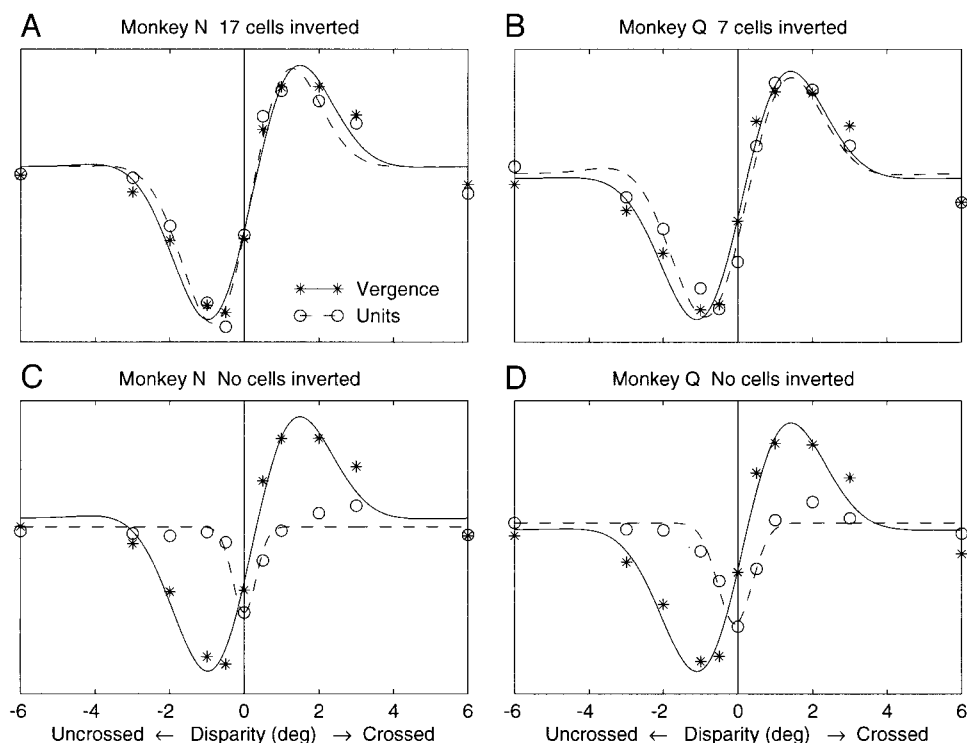 A Monkey N 17 cells inverted
B Monkey Q 7 cells inverted
Vergence
Units
C Monkey N No cells inverted
D Monkey Q No cells inverted
-6 -4 -2 0 2 4 6
Uncrossed ← Disparity (deg) → Crossed
-6 -4 -2 0 2 4 6
Uncrossed ← Disparity (deg) → Crossed